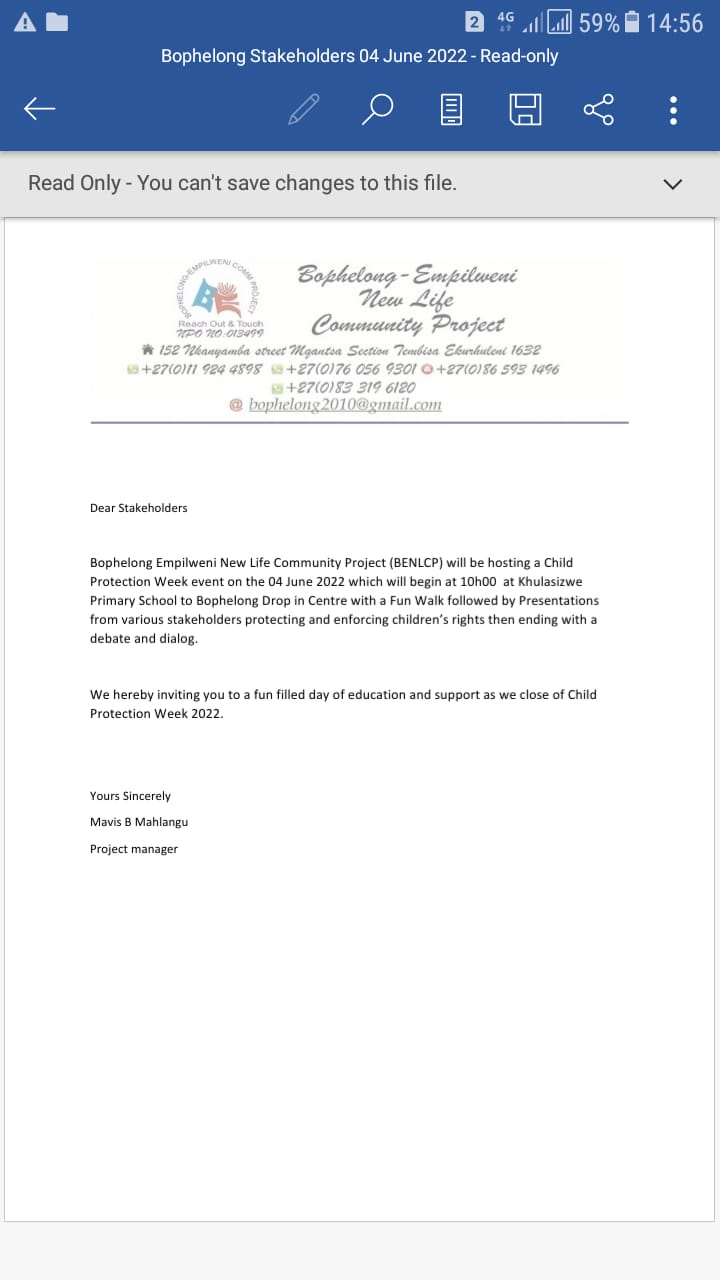 2 4G 59% 14:56
Bophelong Stakeholders 04 June 2022 - Read-only
Read Only - You can't save changes to this file.
BOPHELONG-EMPILWENI COMM PROJECT
BE
Reach Out & Touch
NPO NO:013499
Bophelong - Empilweni
New Life
Community Project
152 Nkanyamba street Mqantsa Section Tembisa Ekurhuleni 1632
+27(0)11 924 4898 +27(0)76 056 9301 +27(0)86 593 1496
+27(0)83 319 6120
@ bophelong2010@gmail.com
Dear Stakeholders
Bophelong Empilweni New Life Community Project (BENLCP) will be hosting a Child
Protection Week event on the 04 June 2022 which will begin at 10h00 at Khulasizwe
Primary School to Bophelong Drop in Centre with a Fun Walk followed by Presentations
from various stakeholders protecting and enforcing children’s rights then ending with a
debate and dialog.
We hereby inviting you to a fun filled day of education and support as we close of Child
Protection Week 2022.
Yours Sincerely
Mavis B Mahlangu
Project manager